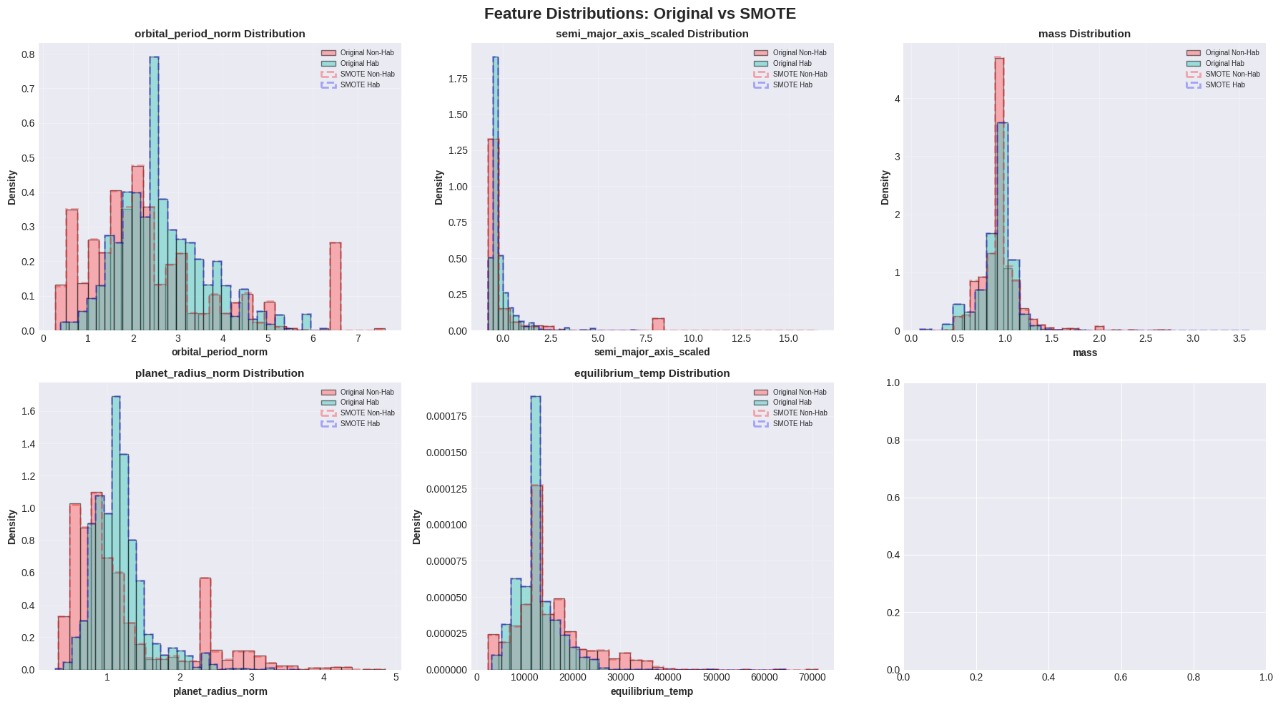 Feature Distributions: Original vs SMOTE
orbital_period_norm Distribution
Density
0.8
0.7
0.6
0.5
0.4
0.3
0.2
0.1
0.0
Original Non-Hab
Original Hab
SMOTE Non-Hab
SMOTE Hab
0 1 2 3 4 5 6 7
orbital_period_norm
semi_major_axis_scaled Distribution
Density
1.75
1.50
1.25
1.00
0.75
0.50
0.25
0.00
Original Non-Hab
Original Hab
SMOTE Non-Hab
SMOTE Hab
0.0 2.5 5.0 7.5 10.0 12.5 15.0
semi_major_axis_scaled
mass Distribution
Density
4
3
2
1
0
Original Non-Hab
Original Hab
SMOTE Non-Hab
SMOTE Hab
0.0 0.5 1.0 1.5 2.0 2.5 3.0 3.5
mass
planet_radius_norm Distribution
Density
1.6
1.4
1.2
1.0
0.8
0.6
0.4
0.2
0.0
Original Non-Hab
Original Hab
SMOTE Non-Hab
SMOTE Hab
1 2 3 4 5
planet_radius_norm
equilibrium_temp Distribution
Density
0.000175
0.000150
0.000125
0.000100
0.000075
0.000050
0.000025
0.000000
Original Non-Hab
Original Hab
SMOTE Non-Hab
SMOTE Hab
0 10000 20000 30000 40000 50000 60000 70000
equilibrium_temp
1.0
0.8
0.6
0.4
0.2
0.0
0.0 0.2 0.4 0.6 0.8 1.0